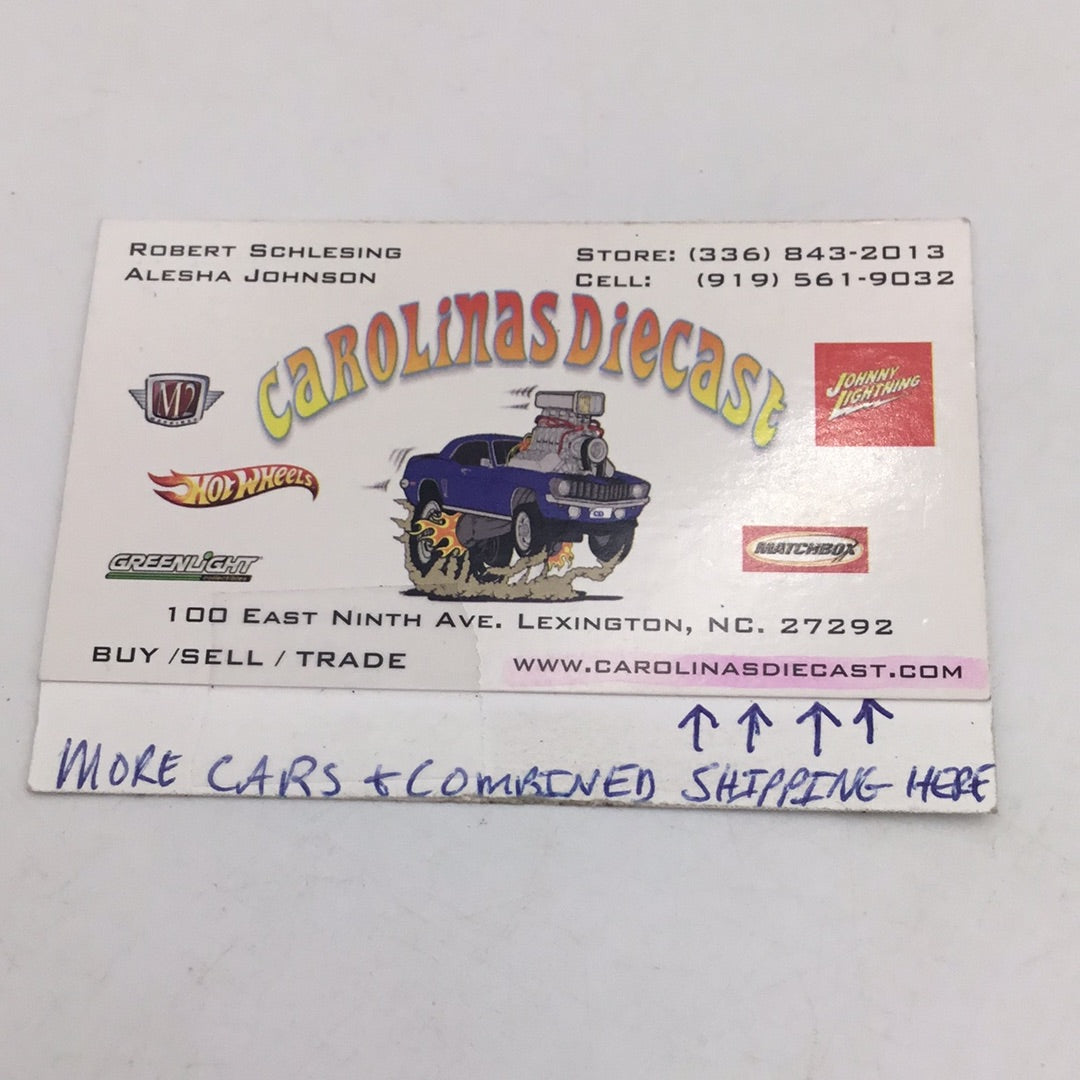 ROBERT SCHLESING
ALESHA JOHNSON
STORE: (336) 843-2013
CELL: (919) 561-9032
CAROLINAS DIECAST
M2
JOHNNY LIGHTNING
HOT WHEELS
GREENLIGHT
collectibles
MATCHBOX
100 EAST NINTH AVE. LEXINGTON, NC. 27292
BUY /SELL / TRADE
WWW.CAROLINASDIECAST.COM
↑ ↑ ↑ ↑
MORE CARS + COMBINED SHIPPING HERE